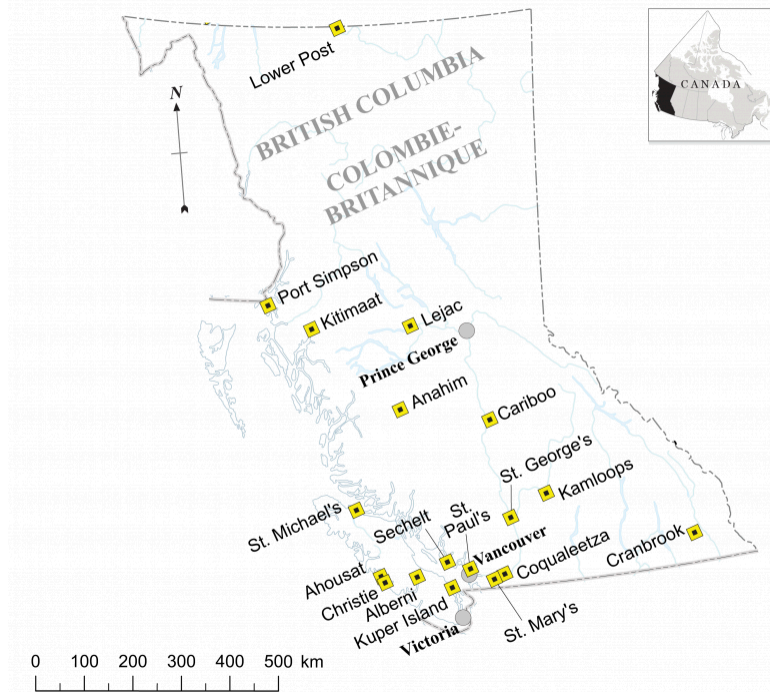 Lower Post
BRITISH COLUMBIA
COLOMBIE-
BRITANNIQUE
CANADA
N
Port Simpson
Kitimaat
Lejac
Prince George
Anahim
Cariboo
St. George's
Kamloops
St. Michael's
Sechelt
St.
Paul's
Vancouver
Coqualeetza
Cranbrook
Ahousat
Christie
Alberni
Kuper Island
St. Mary's
Victoria
0 100 200 300 400 500 km